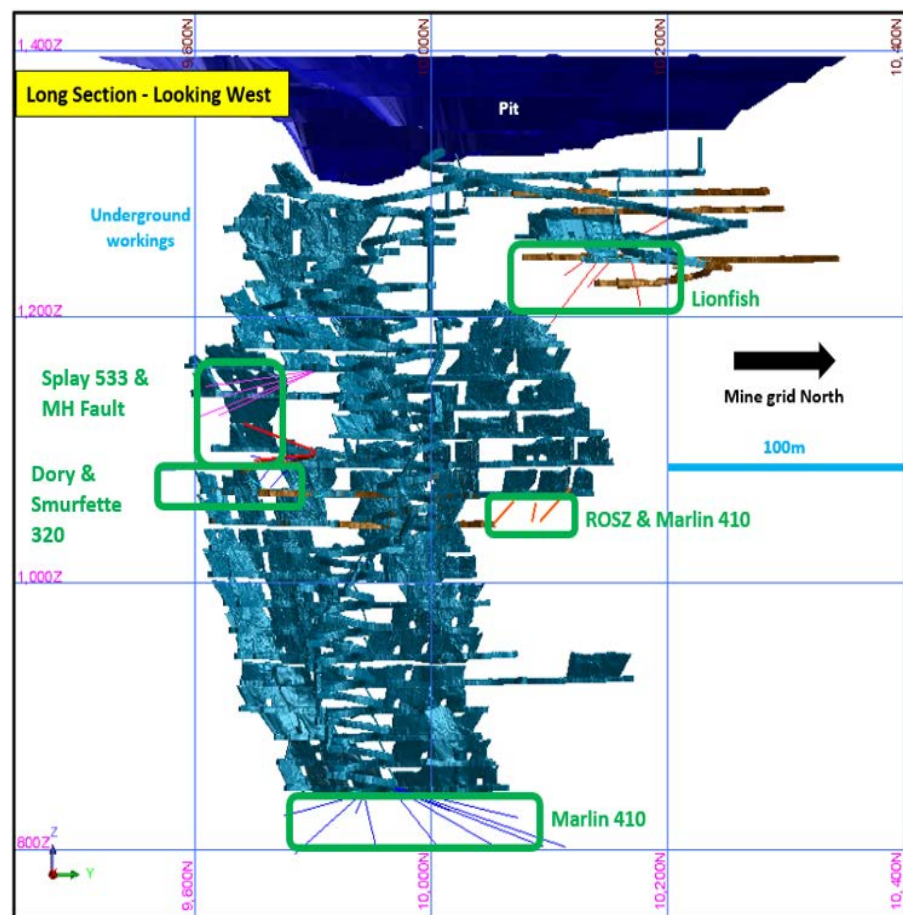 1,400Z
9,800N
10,000N
10,200N
10,400N
Long Section - Looking West
Pit
Underground
workings
Lionfish
1,200Z
Splay 533 &
MH Fault
Mine grid North
100m
Dory &
Smurfette
320
ROSZ & Marlin 410
1,000Z
Marlin 410
800Z
Z
Y
9,800N
10,000N
10,200N
10,400N